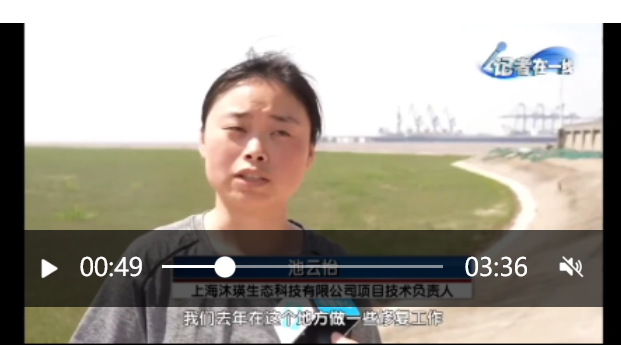 记者在一线
00:49
03:36
池云怡
上海沐瑛生态科技有限公司项目技术负责人
我们去年在这个地方做一些修复工作